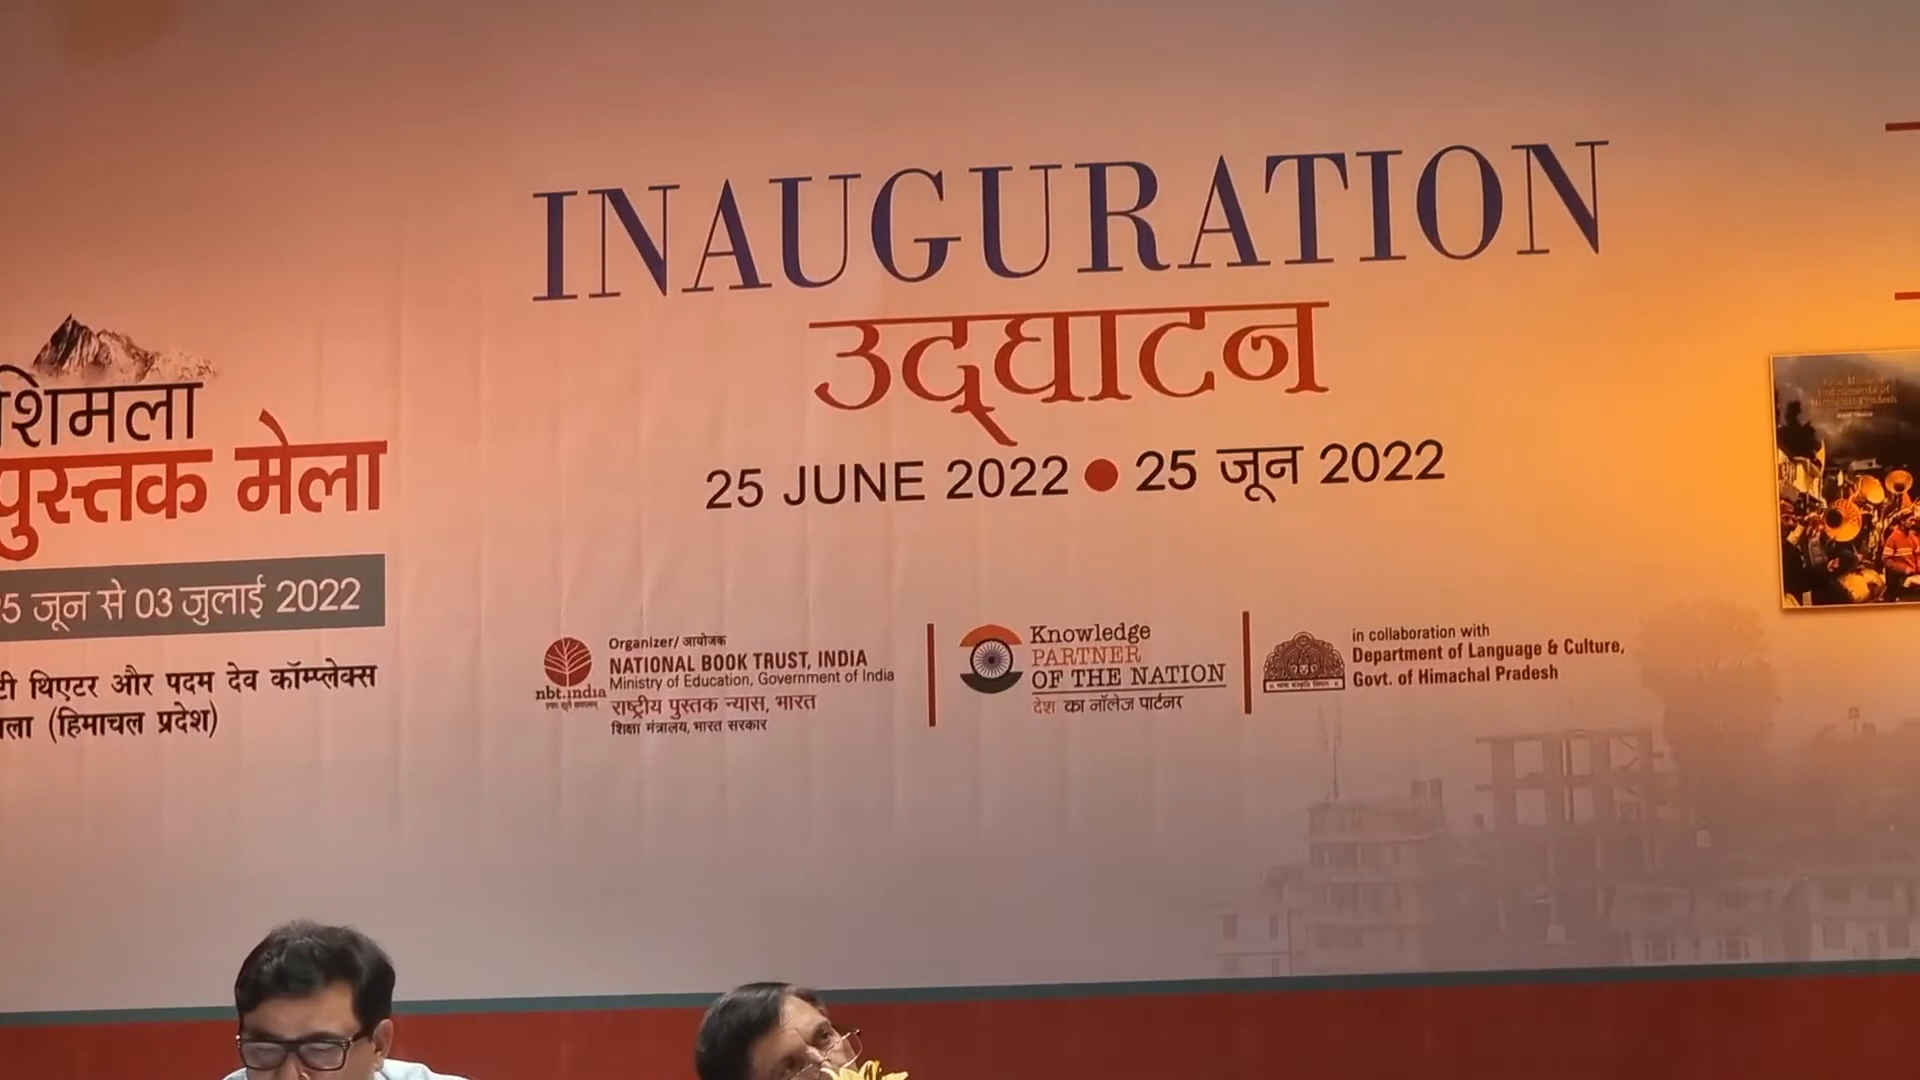 शिमला
पुस्तक मेला
जून से 03 जुलाई 2022
थिएटर और पदम देव कॉम्प्लेक्स
(हिमाचल प्रदेश)
INAUGURATION
उद्‌घाटन
25 JUNE 2022 ● 25 जून 2022
nbt.india
Organizer/ आयोजक
NATIONAL BOOK TRUST, INDIA
Ministry of Education, Government of India
राष्ट्रीय पुस्तक न्यास, भारत
शिक्षा मंत्रालय, भारत सरकार
Knowledge
PARTNER
OF THE NATION
देश का नॉलेज पार्टनर
in collaboration with
Department of Language & Culture,
Govt. of Himachal Pradesh
Himachal Pradesh